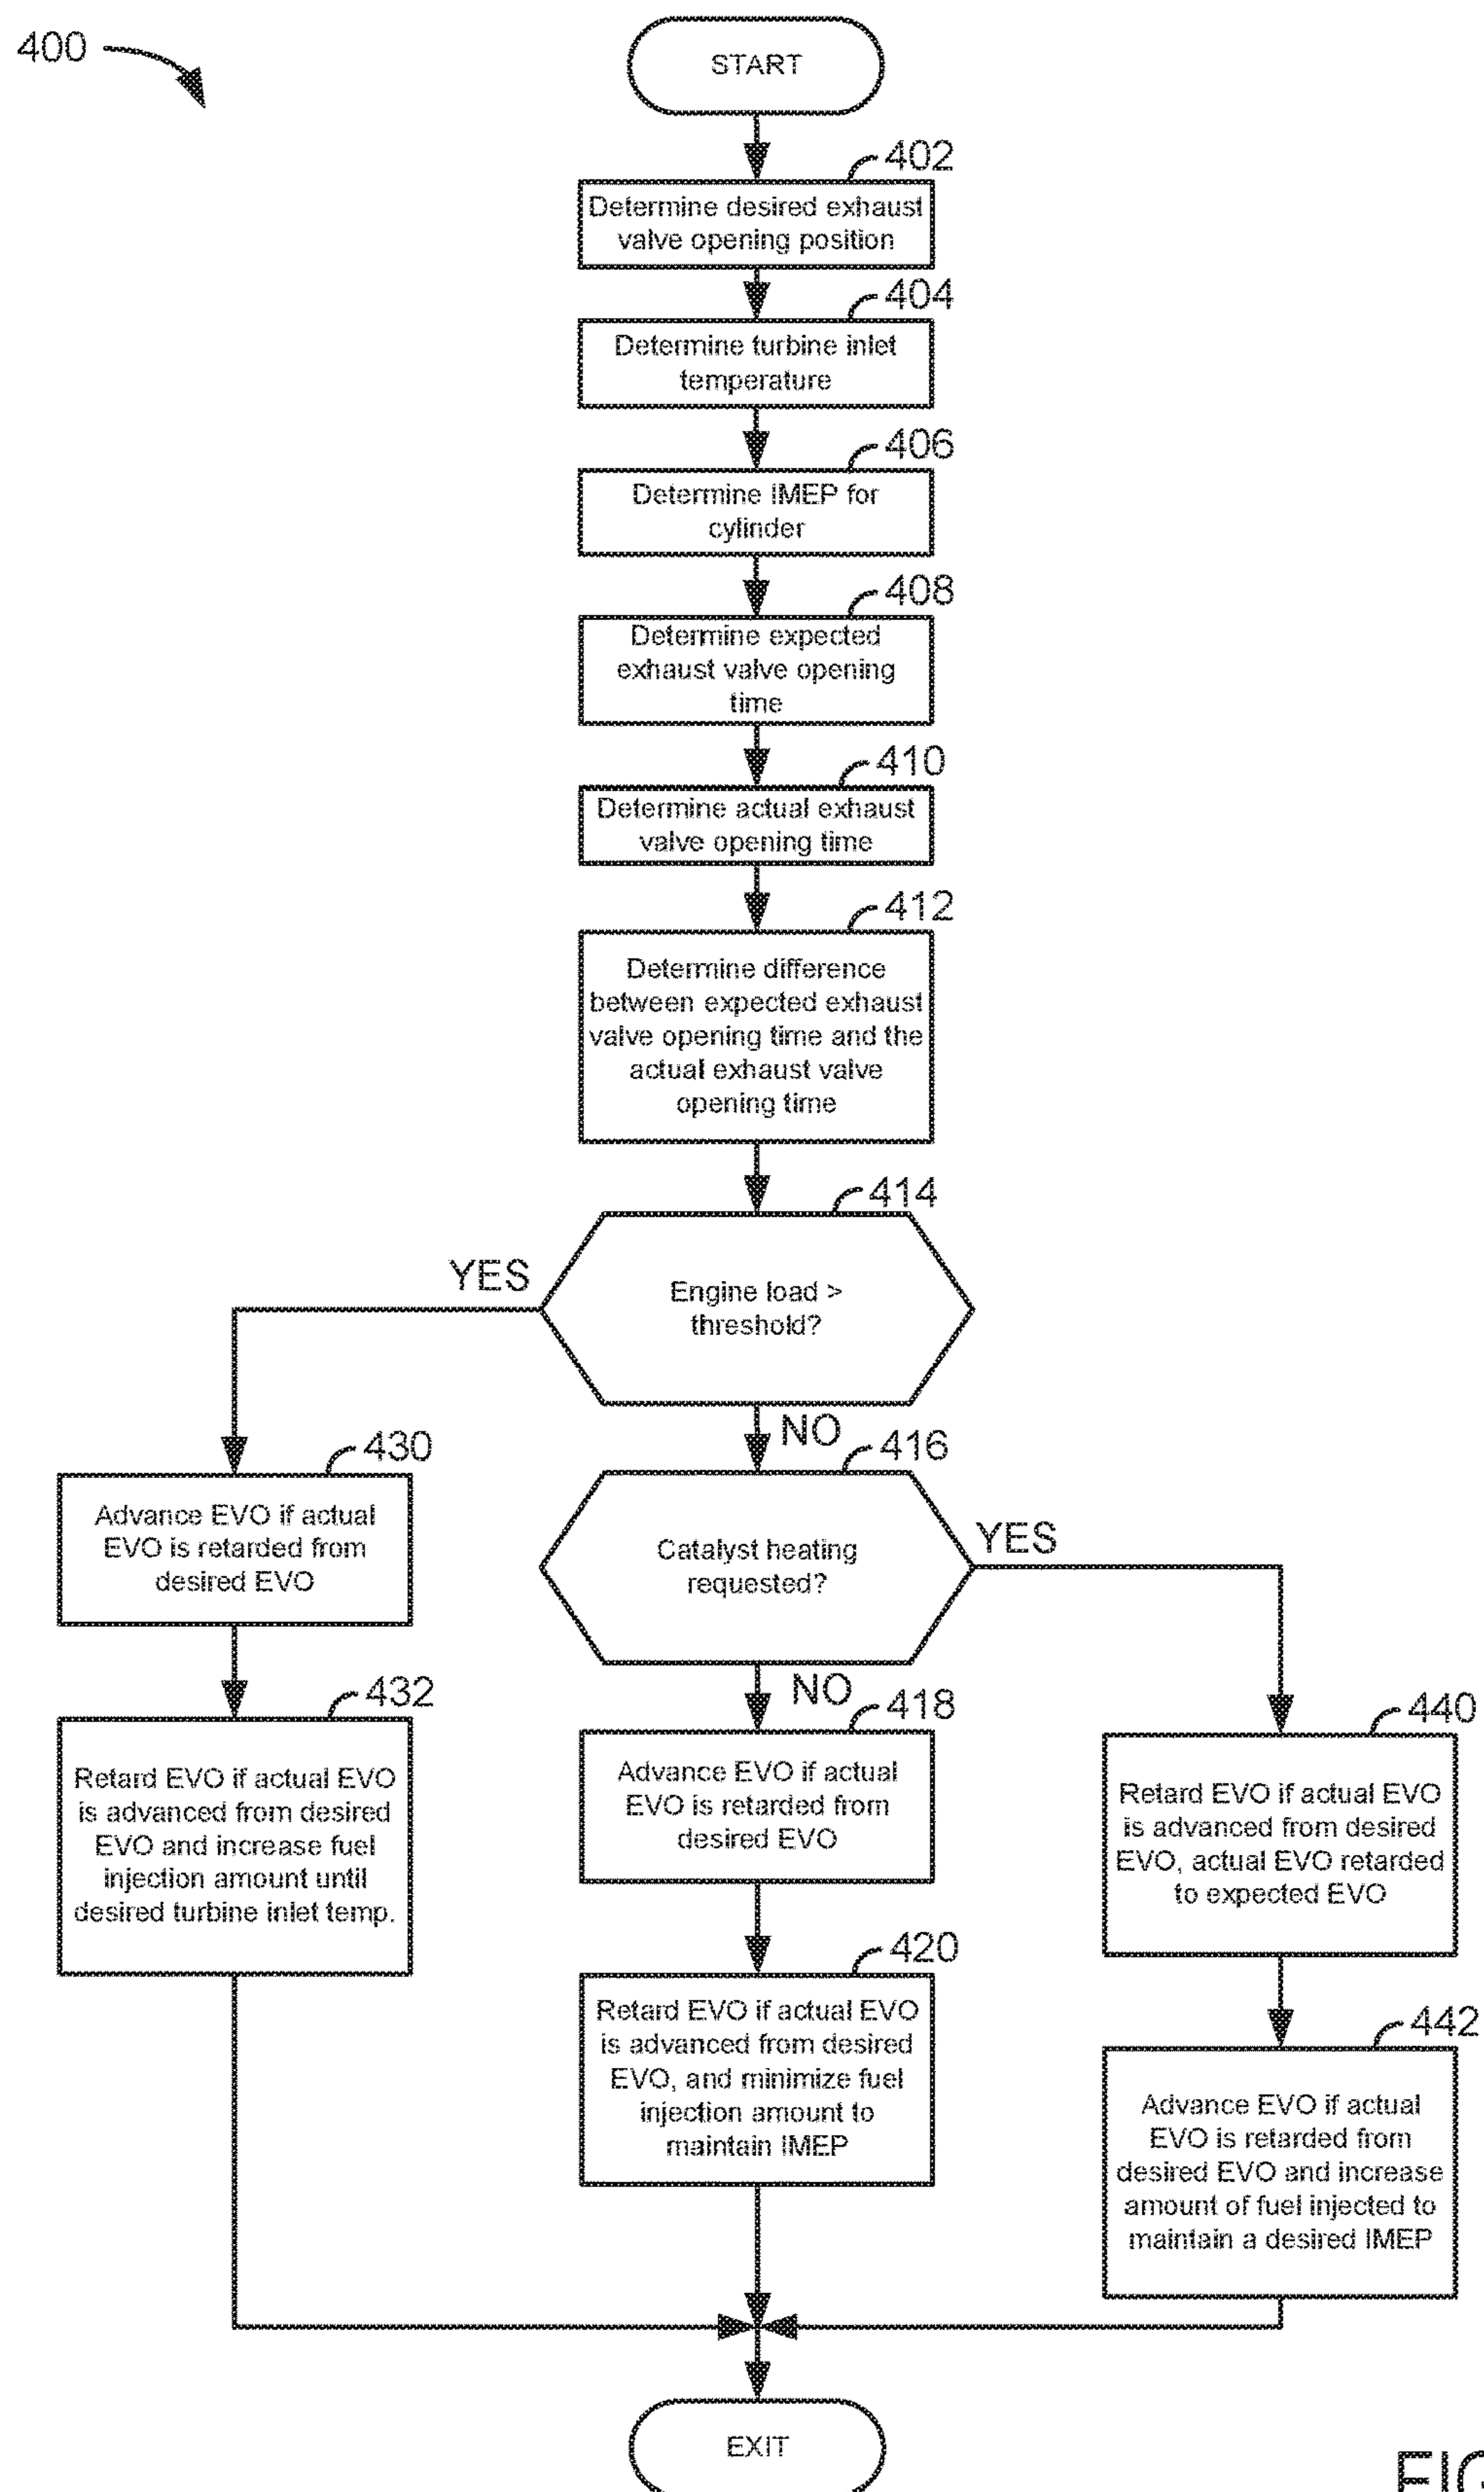 400
START
402
Determine desired exhaust
valve opening position
404
Determine turbine inlet
temperature
406
Determine IMEP for
cylinder
408
Determine expected
exhaust valve opening
time
410
Determine actual exhaust
valve opening time
412
Determine difference
between expected exhaust
valve opening time and the
actual exhaust valve
opening time
414
Engine load >
threshold?
YES
NO
430
Advance EVO if actual
EVO is retarded from
desired EVO
432
Retard EVO if actual EVO
is advanced from desired
EVO and increase fuel
injection amount until
desired turbine inlet temp.
416
Catalyst heating
requested?
YES
NO
418
Advance EVO if actual
EVO is retarded from
desired EVO
420
Retard EVO if actual EVO
is advanced from desired
EVO, and minimize fuel
injection amount to
maintain IMEP
440
Retard EVO if actual EVO
is advanced from desired
EVO, actual EVO retarded
to expected EVO
442
Advance EVO if actual
EVO is retarded from
desired EVO and increase
amount of fuel injected to
maintain a desired IMEP
EXIT